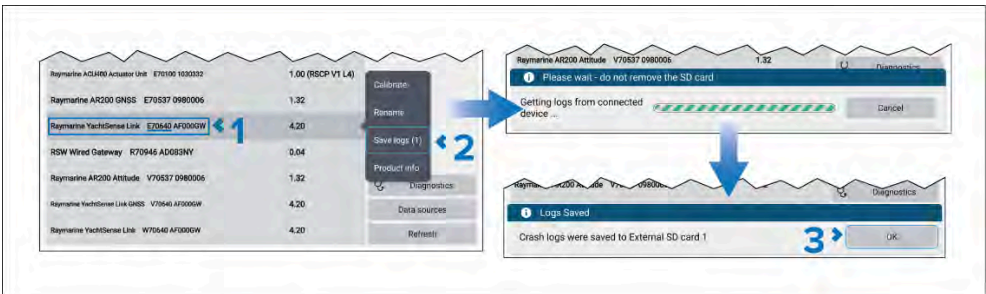 Raymarine ACU400 Actuator Unit E70100 1030332 1.00 (RSCP V1 L4)
Raymarine AR200 GNSS E70537 0980006 1.32
Raymarine YachtSense Link E70640 AF000GW 4.20
RSW Wired Gateway R70945 AD083NY 0.04
Raymarine AR200 Attitude V70537 0980006 1.32
Raymarine YachtSense Link GNSS V70640 AF000GW 4.20
Raymarine YachtSense Link W70640 AF000GW 4.20
1
Calibrate
Rename
Save logs (1)
Product info
2
Diagnostics
Data sources
Refresh
Raymarine AR200 Attitude V70537 0980006 1.32
Diagnostics
Please wait - do not remove the SD card
Getting logs from connected
device ...
Cancel
Diagnostics
Logs Saved
Crash logs were saved to External SD card 1
3
OK